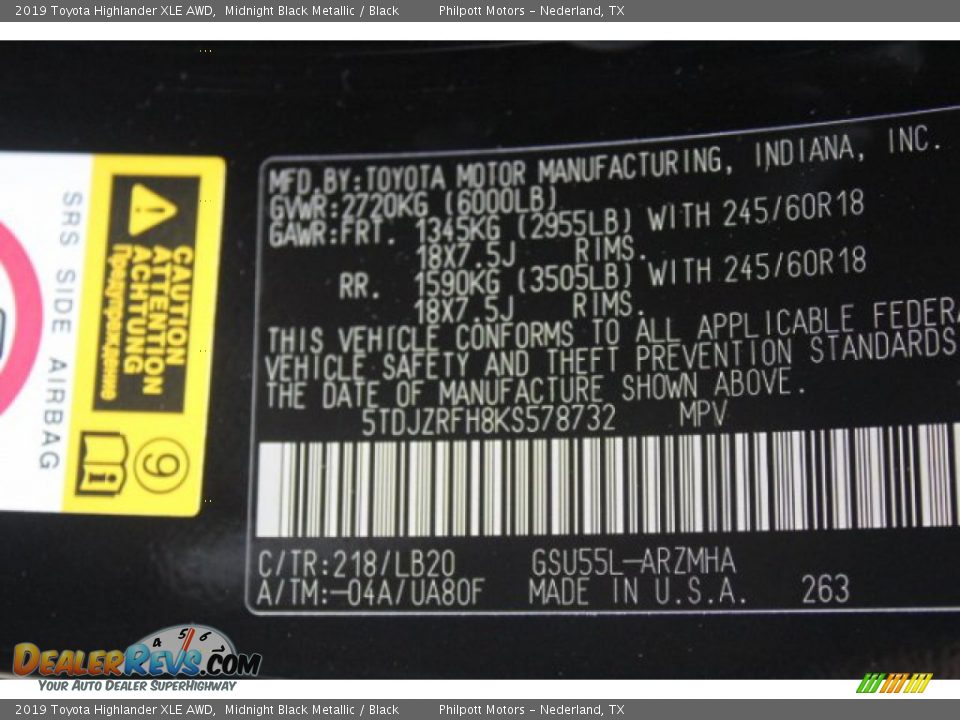 2019 Toyota Highlander XLE AWD, Midnight Black Metallic / Black Philpott Motors - Nederland, TX
SRS SIDE AIRBAG
CAUTION
ATTENTION
ACHTUNG
9
i
MFD.BY:TOYOTA MOTOR MANUFACTURING, INDIANA, INC.
GVWR:2720KG (6000LB)
GAWR:FRT. 1345KG (2955LB) WITH 245/60R18
18X7.5J RIMS.
RR. 1590KG (3505LB) WITH 245/60R18
18X7.5J RIMS.
THIS VEHICLE CONFORMS TO ALL APPLICABLE FEDERA
VEHICLE SAFETY AND THEFT PREVENTION STANDARDS
THE DATE OF MANUFACTURE SHOWN ABOVE.
5TDJZRFH8KS578732 MPV
C/TR:218/LB20 GSU55L-ARZMHA
A/TM:-04A/UA80F MADE IN U.S.A. 263
4 5 6
DEALERREVS.COM
YOUR AUTO DEALER SUPERHIGHWAY
2019 Toyota Highlander XLE AWD, Midnight Black Metallic / Black Philpott Motors - Nederland, TX